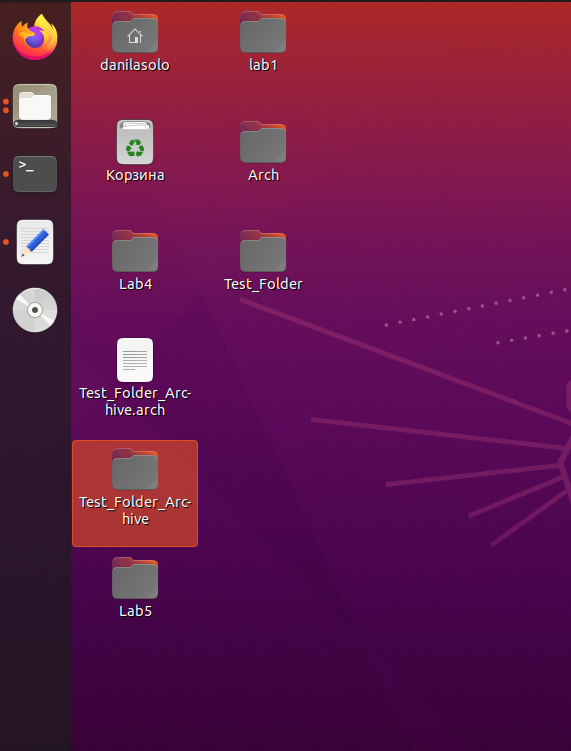 danilasolo
lab1
>_
Корзина
Arch
Lab4
Test_Folder
Test_Folder_Arc-
hive.arch
Test_Folder_Arc-
hive
Lab5